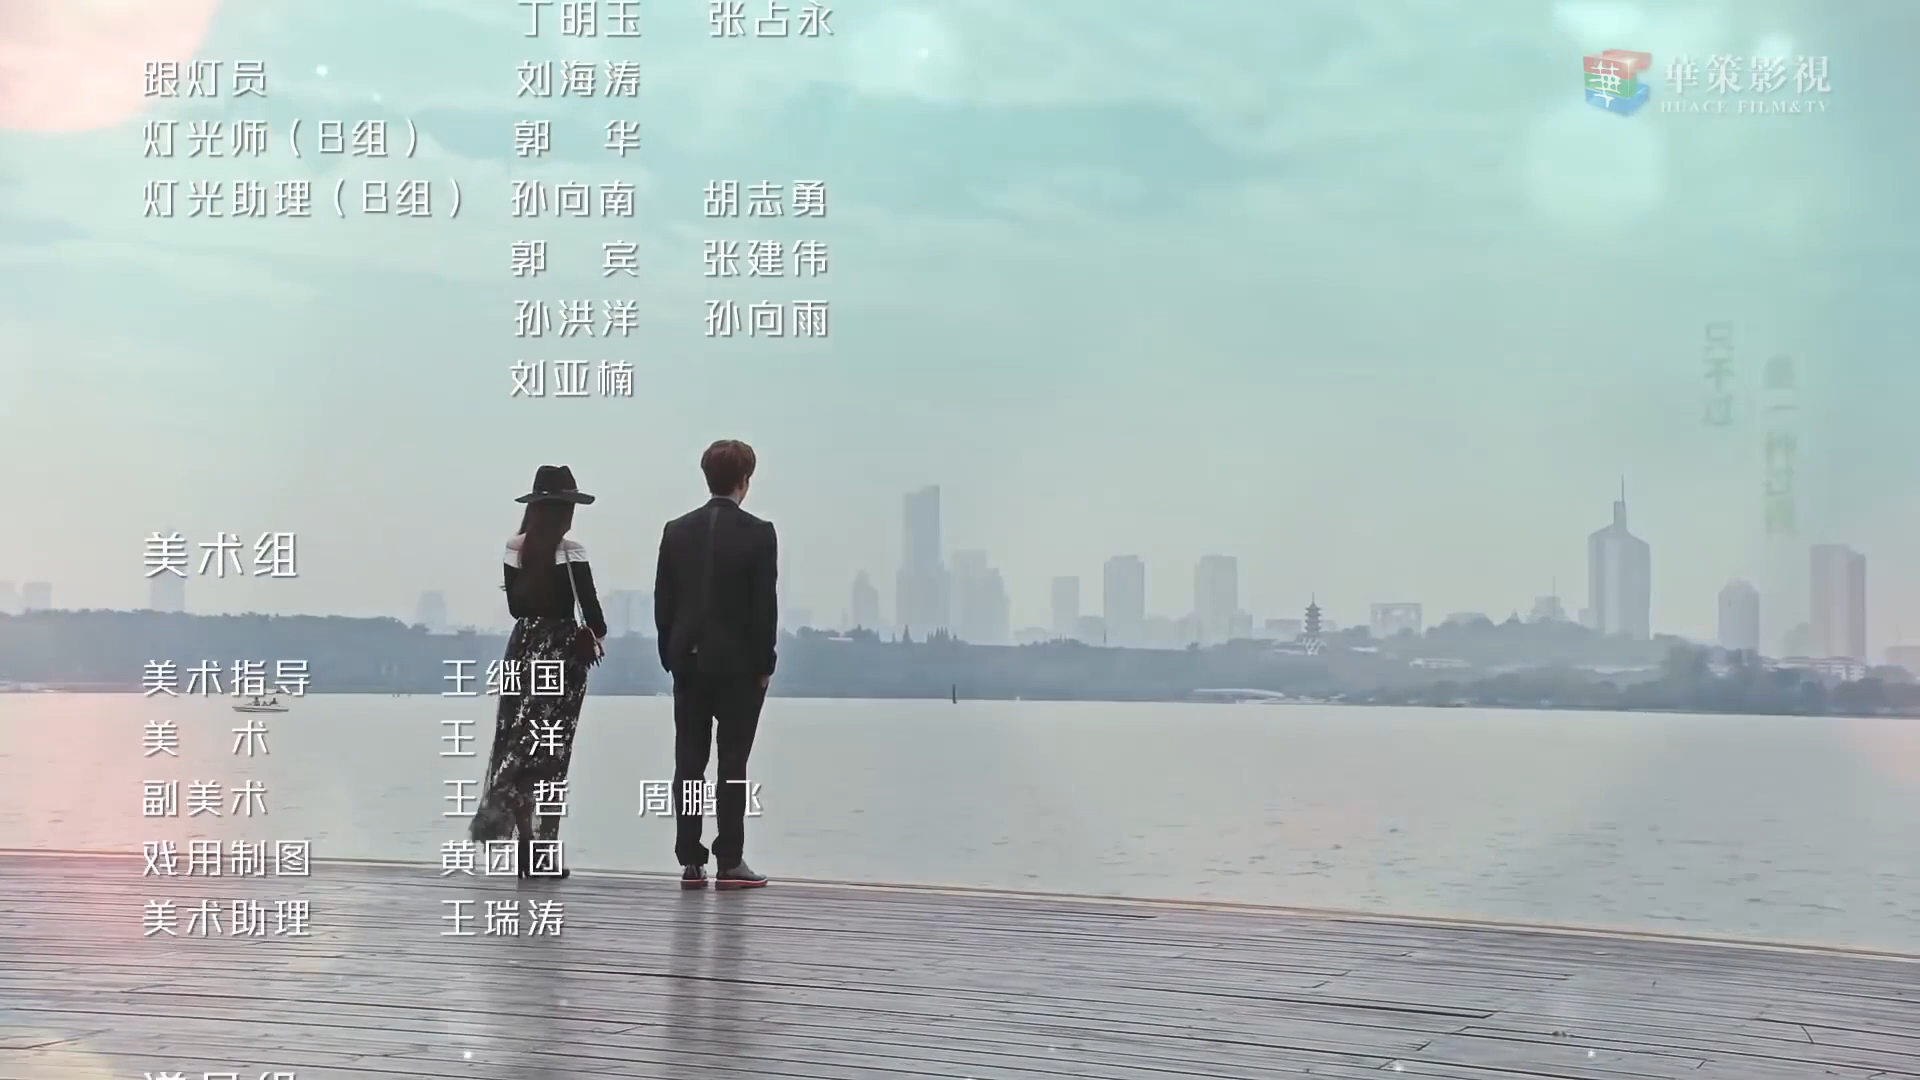 丁明玉 张占永
跟灯员 刘海涛
灯光师（B组） 郭 华
灯光助理（B组） 孙向南 胡志勇
郭 宾 张建伟
孙洪洋 孙向雨
刘亚楠
華策影視
HUACE FILM&TV
只不过
美术组
美术指导 王继国
美 术 王 洋
副美术 王 哲 周鹏飞
戏用制图 黄团团
美术助理 王瑞涛